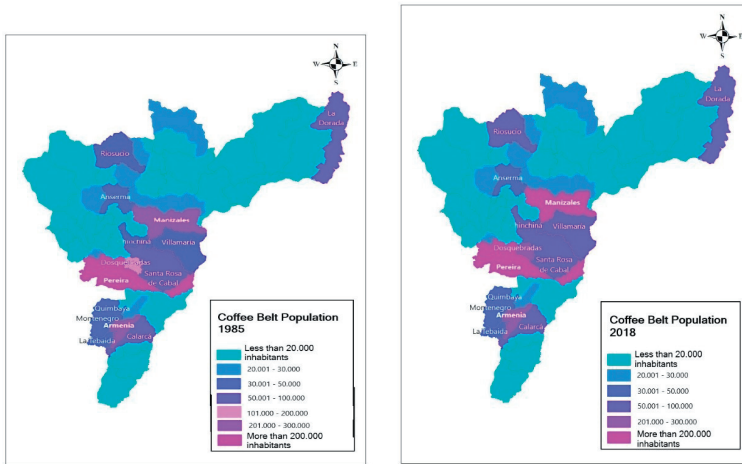 N
W E
S
La
Dorada
Riosucio
Anserma
Manizales
hinchiná
Villamaria
Dosquebradas
Santa Rosa
de Cabal
Pereira
Quimbaya
Montenegro
Armenia
La Tebaida
Calarcá
Coffee Belt Population
1985
Less than 20.000
inhabitants
20.001 - 30.000
30.001 - 50.000
50.001 - 100.000
101.000 - 200.000
201.000 - 300.000
More than 200.000
inhabitants
N
W E
S
La
Dorada
Riosucio
Anserma
Manizales
hinchiná
Villamaria
Dosquebradas
Santa Rosa
de Cabal
Pereira
Quimbaya
Montenegro
Armenia
La Tebaida
Calarcá
Coffee Belt Population
2018
Less than 20.000
inhabitants
20.001 - 30.000
30.001 - 50.000
50.001 - 100.000
201.000 - 300.000
More than 200.000
inhabitants